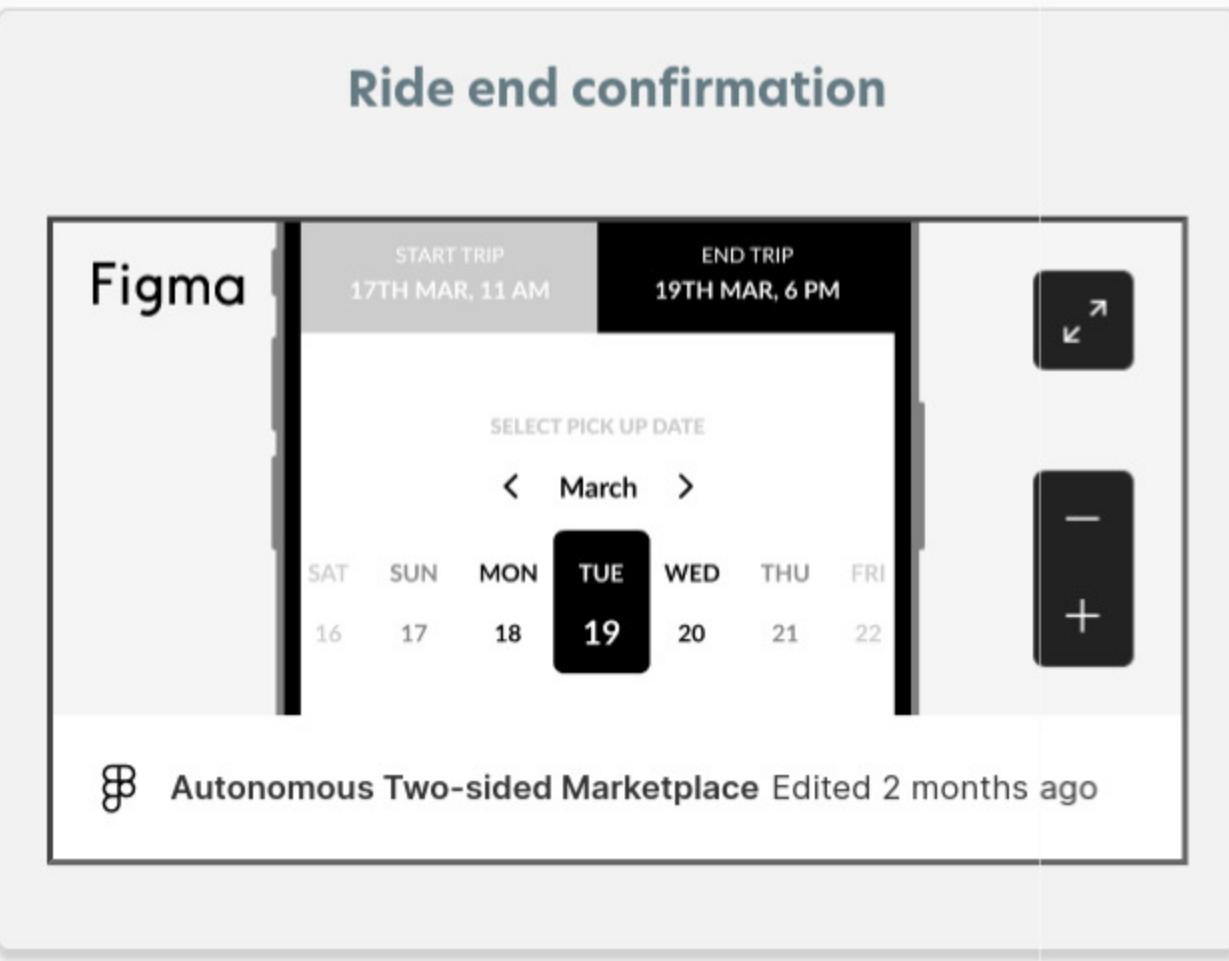 Ride end confirmation
Figma
START TRIP
17TH MAR, 11 AM
END TRIP
19TH MAR, 6 PM
SELECT PICK UP DATE
March
SAT SUN MON TUE WED THU FRI
16 17 18 19 20 21 22
Autonomous Two-sided Marketplace Edited 2 months ago